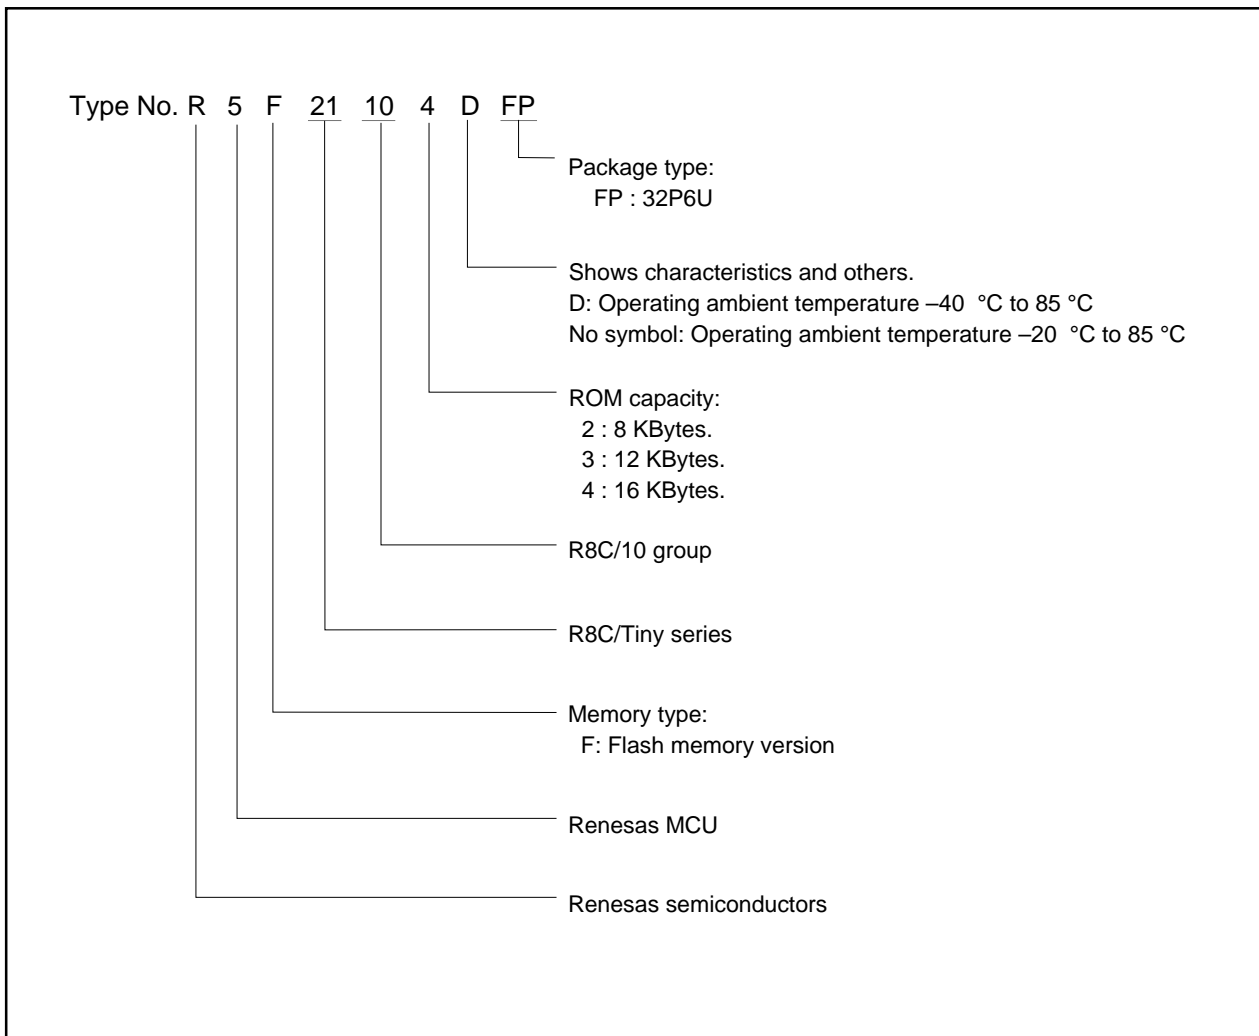 Type No. R 5 F 21 10 4 D FP
Package type:
FP : 32P6U
Shows characteristics and others.
D: Operating ambient temperature –40 °C to 85 °C
No symbol: Operating ambient temperature –20 °C to 85 °C
ROM capacity:
2 : 8 KBytes.
3 : 12 KBytes.
4 : 16 KBytes.
R8C/10 group
R8C/Tiny series
Memory type:
F: Flash memory version
Renesas MCU
Renesas semiconductors